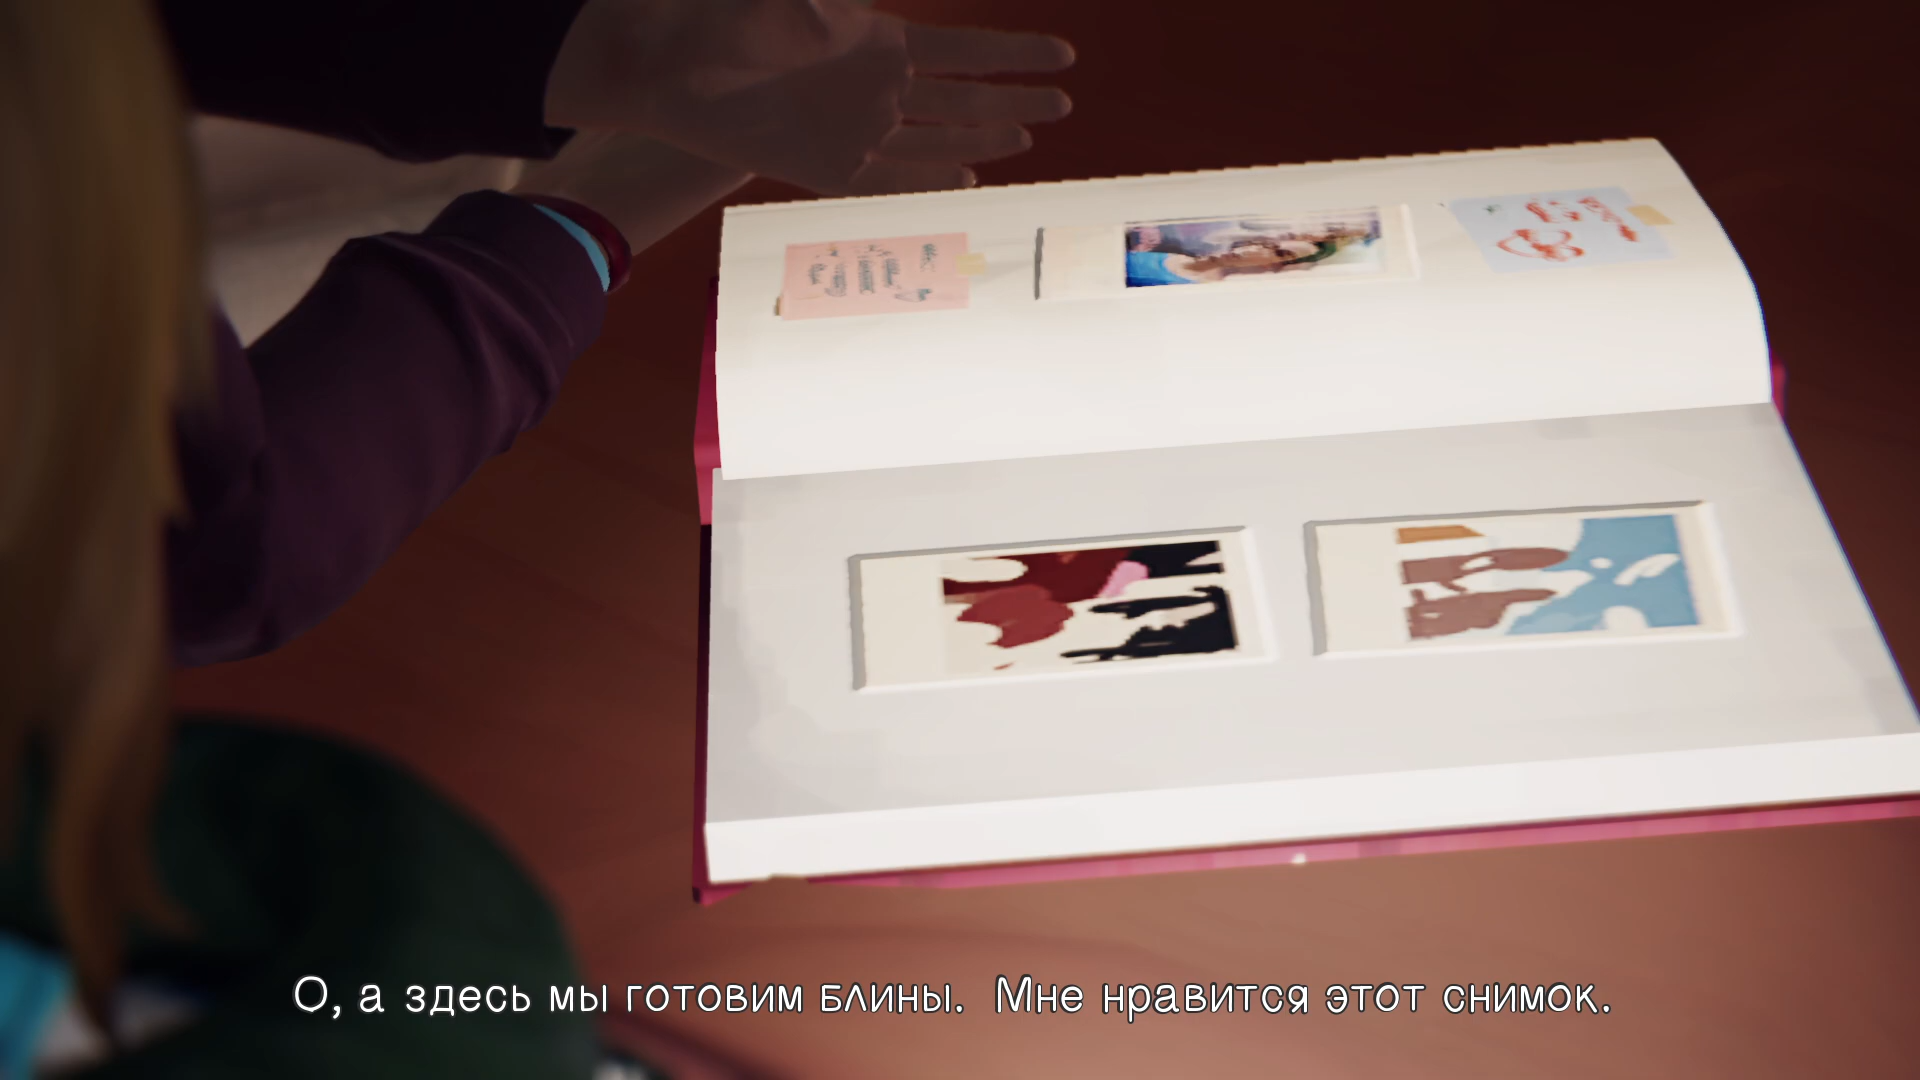 О, а здесь мы готовим блины.  Мне нравится этот снимок.